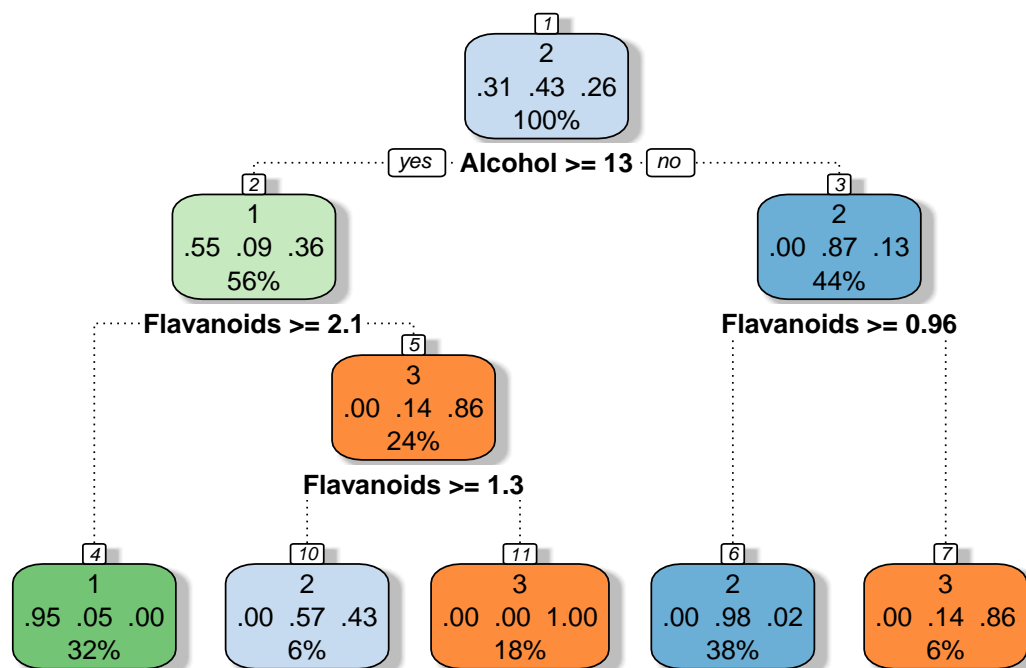 1
2
.31 .43 .26
100%
yes Alcohol >= 13 no
2
1
.55 .09 .36
56%
3
2
.00 .87 .13
44%
Flavanoids >= 2.1
Flavanoids >= 0.96
5
3
.00 .14 .86
24%
Flavanoids >= 1.3
4
1
.95 .05 .00
32%
10
2
.00 .57 .43
6%
11
3
.00 .00 1.00
18%
6
2
.00 .98 .02
38%
7
3
.00 .14 .86
6%